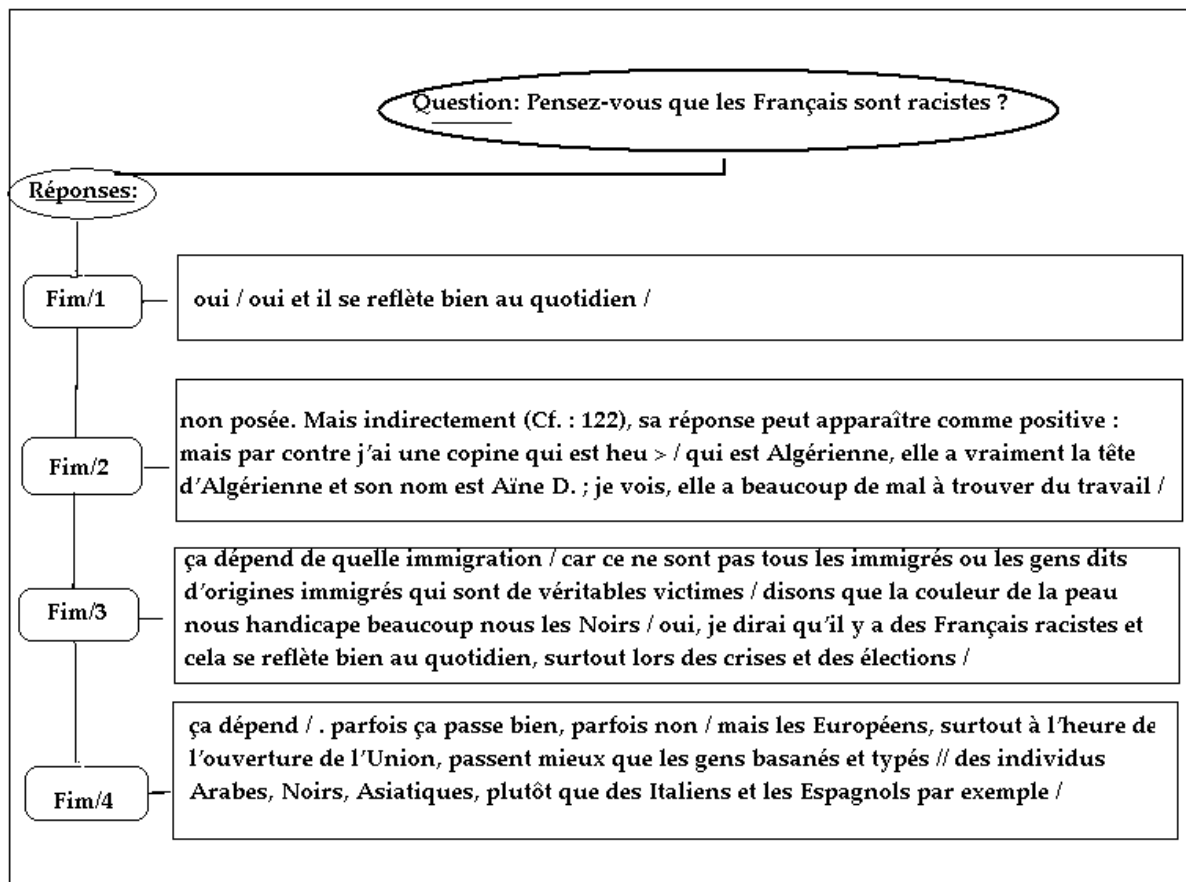 Question: Pensez-vous que les Français sont racistes ?
Réponses:
Fim/1
oui / oui et il se reflète bien au quotidien /
Fim/2
non posée. Mais indirectement (Cf. : 122), sa réponse peut apparaître comme positive :
mais par contre j'ai une copine qui est heu > / qui est Algérienne, elle a vraiment la tête
d'Algérienne et son nom est Aïne D. ; je vois, elle a beaucoup de mal à trouver du travail /
Fim/3
ça dépend de quelle immigration / car ce ne sont pas tous les immigrés ou les gens dits
d'origines immigrés qui sont de véritables victimes / disons que la couleur de la peau
nous handicape beaucoup nous les Noirs / oui, je dirai qu'il y a des Français racistes et
cela se reflète bien au quotidien, surtout lors des crises et des élections /
Fim/4
ça dépend / . parfois ça passe bien, parfois non / mais les Européens, surtout à l'heure de
l'ouverture de l'Union, passent mieux que les gens basanés et typés // des individus
Arabes, Noirs, Asiatiques, plutôt que des Italiens et les Espagnols par exemple /